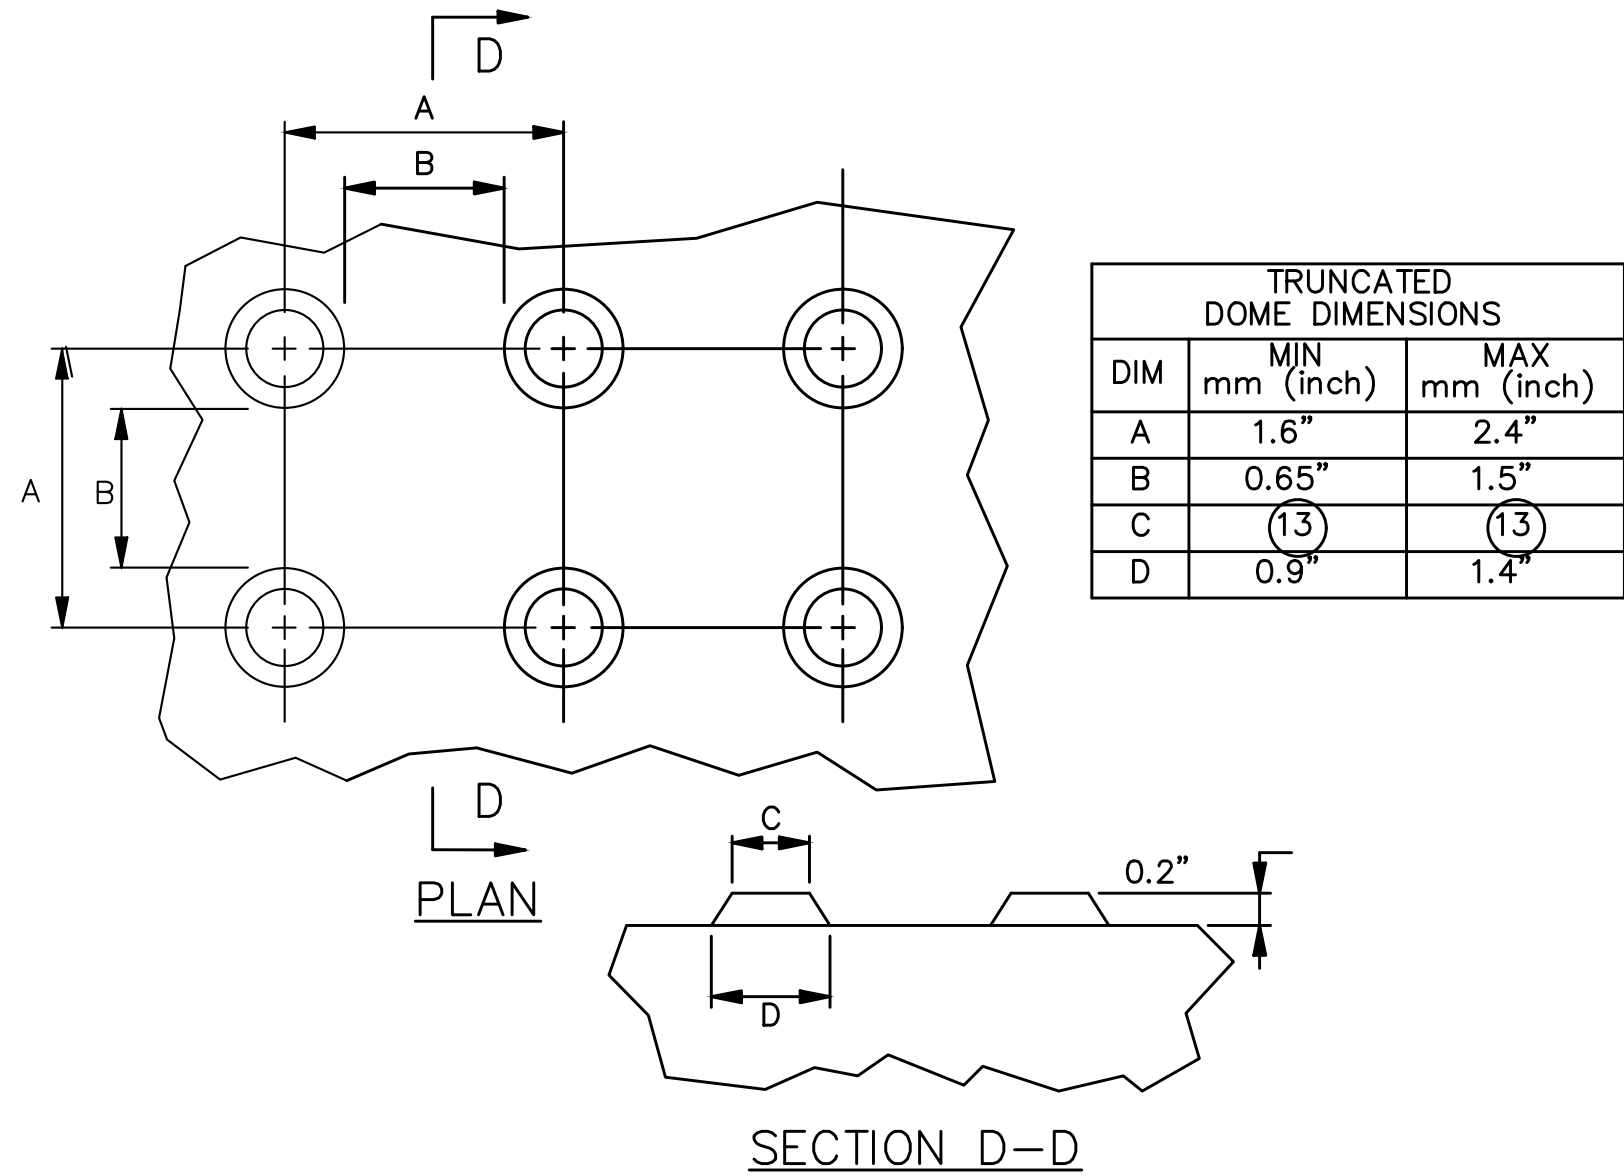 D
A
B
A
B
D
PLAN
TRUNCATED
DOME DIMENSIONS
DIM MIN mm (inch) MAX mm (inch)
A 1.6” 2.4”
B 0.65” 1.5”
C 13 13
D 0.9” 1.4”
C
0.2”
D
SECTION D-D